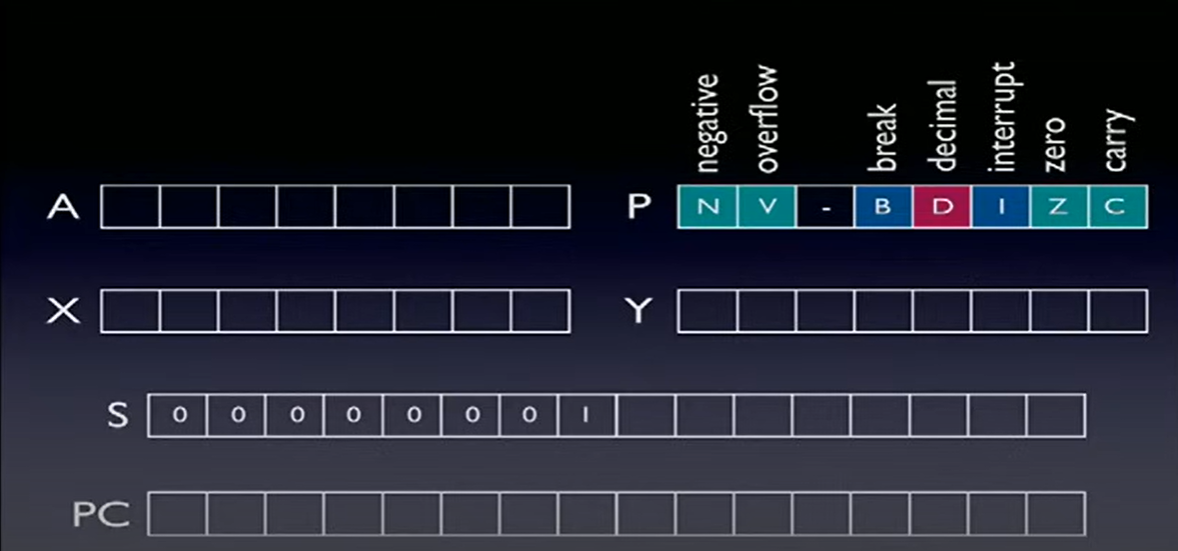 negative overflow break decimal interrupt zero carry
A P N V - B D I Z C
X Y
S 0 0 0 0 0 0 0 1
PC